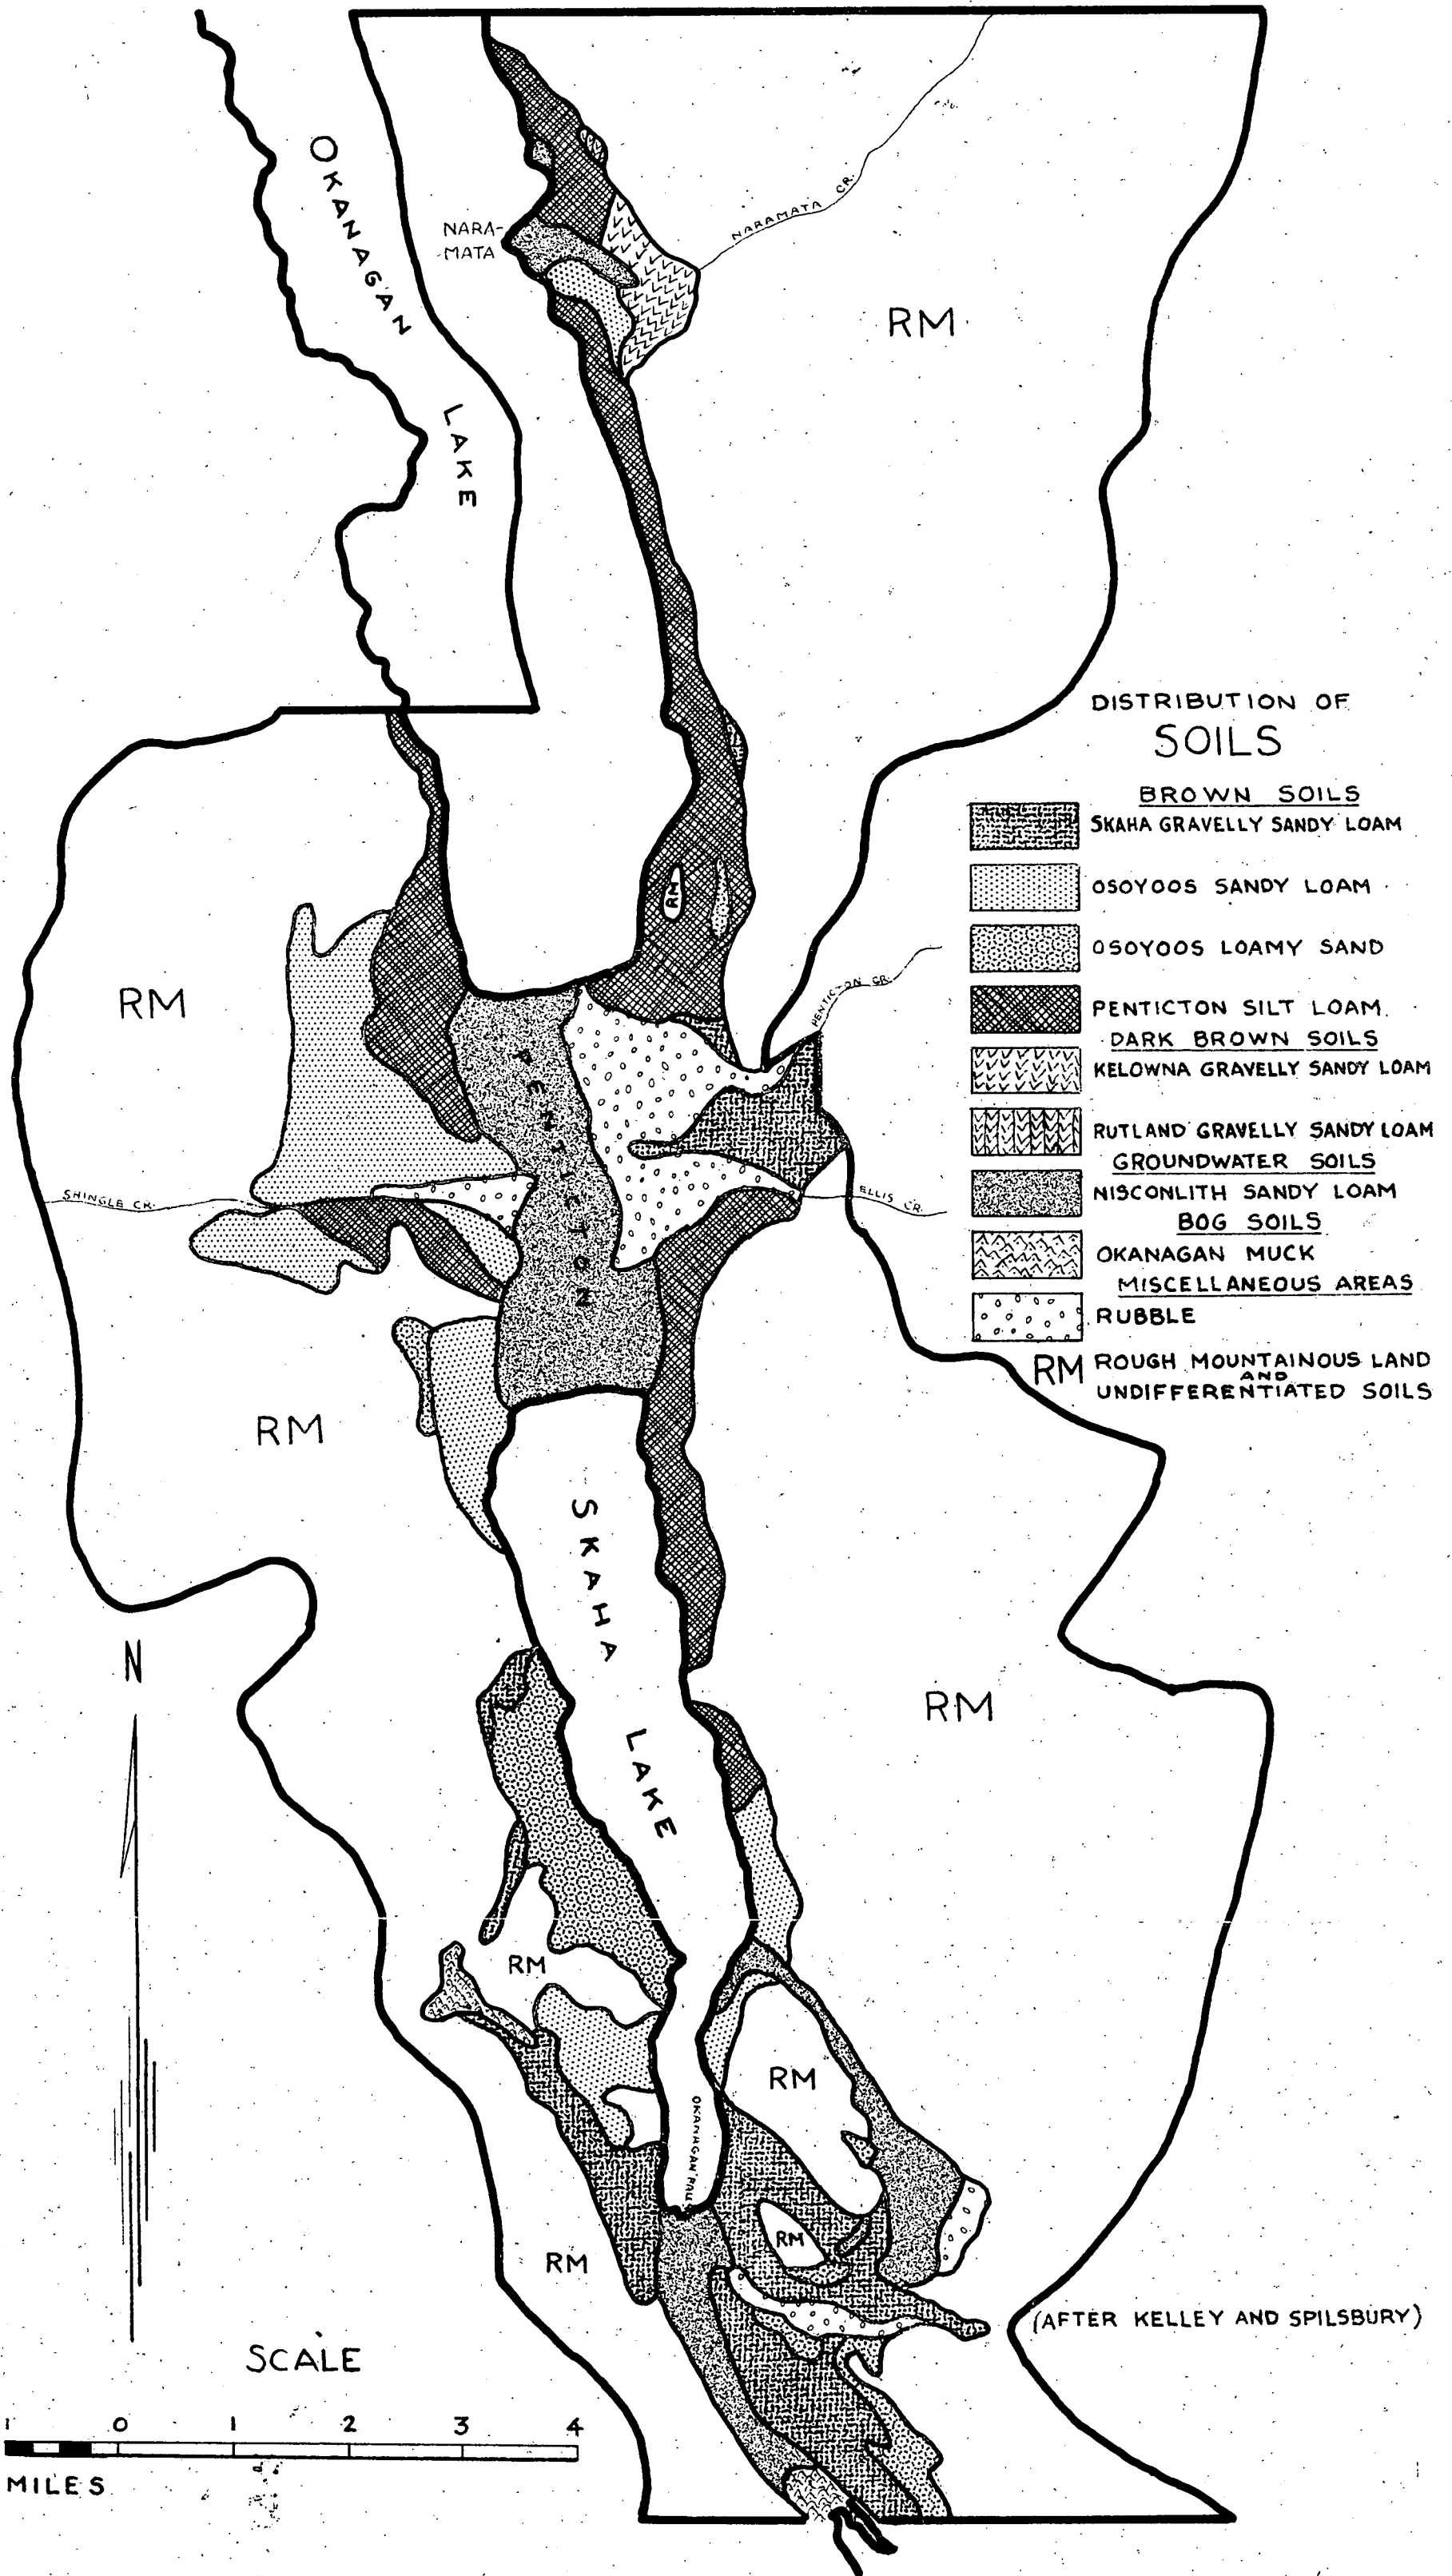 OKANAGAN
LAKE
NARA-
MATA
NARAMATA CR.
RM
DISTRIBUTION OF
SOILS
BROWN SOILS
SKAHA GRAVELLY SANDY LOAM
OSOYOOS SANDY LOAM
OSOYOOS LOAMY SAND
PENTICTON SILT LOAM
DARK BROWN SOILS
KELOWNA GRAVELLY SANDY LOAM
RUTLAND GRAVELLY SANDY LOAM
GROUNDWATER SOILS
NISCONLITH SANDY LOAM
BOG SOILS
OKANAGAN MUCK
MISCELLANEOUS AREAS
RUBBLE
RM ROUGH MOUNTAINOUS LAND
AND
UNDIFFERENTIATED SOILS
RM
RM
PENTICTON CR.
PENTICTON
SHINGLE CR.
ELLIS CR.
RM
SKAHA
LAKE
N
RM
RM
RM
OKANAGAN FALLS
RM
RM
(AFTER KELLEY AND SPILSBURY)
SCALE
1 0 1 2 3 4
MILES